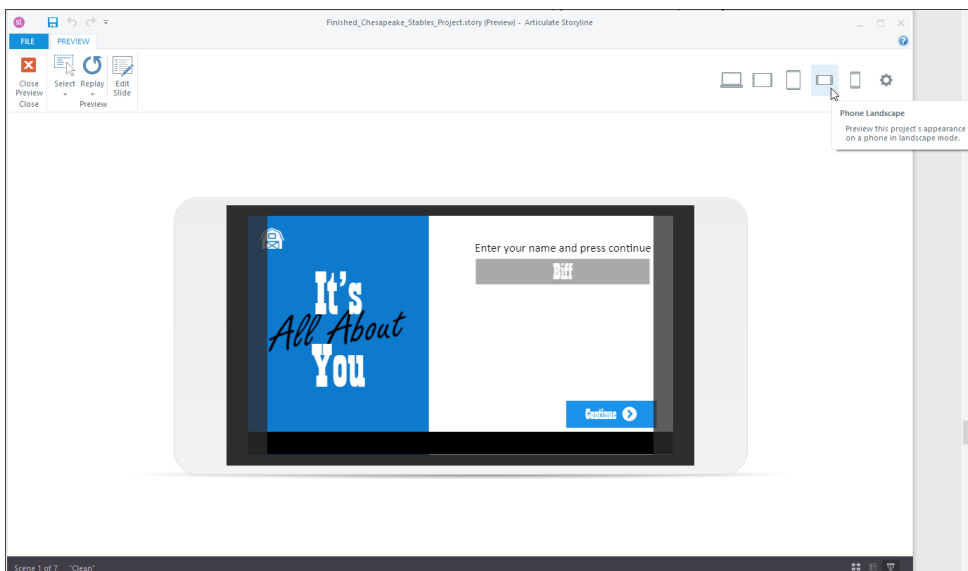 Finished_Chesapeake_Stables_Project.story (Preview) - Articulate Storyline
FILE PREVIEW
Close Preview
Select
Replay
Edit Slide
Close Preview
Phone Landscape
Preview this project's appearance
on a phone in landscape mode.
Enter your name and press continue
Biff
It's
All About
You
Continue
Scene 1 of 7 "Clean"